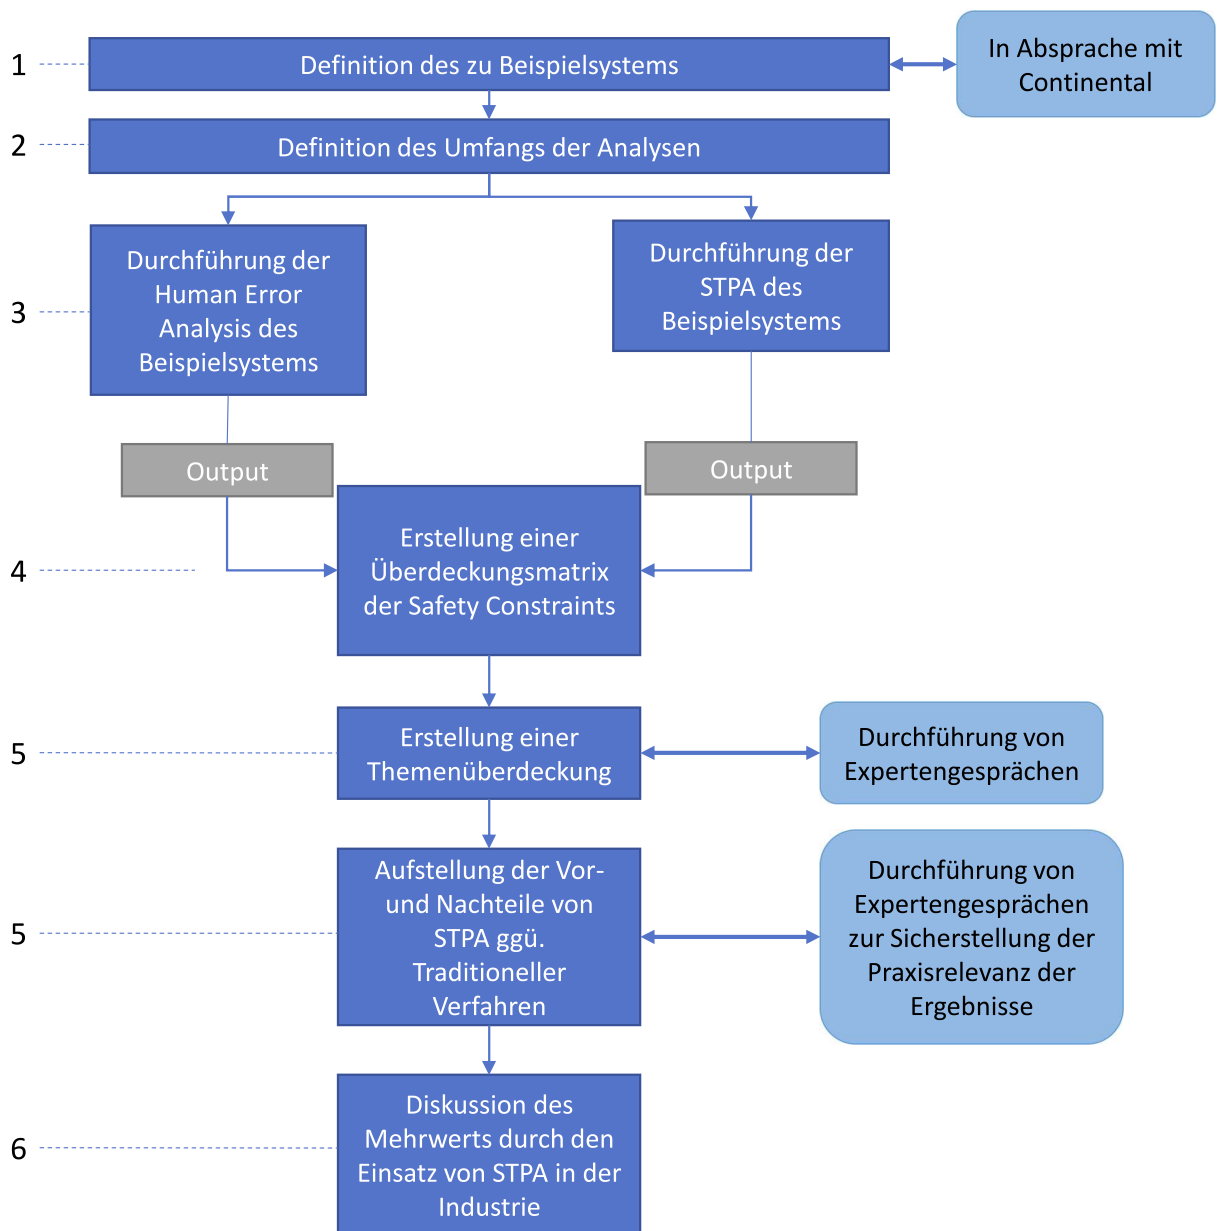 1
Definition des zu Beispielsystems
In Absprache mit
Continental
2
Definition des Umfangs der Analysen
3
Durchführung der
Human Error
Analysis des
Beispielsystems
Durchführung der
STPA des
Beispielsystems
Output
Output
4
Erstellung einer
Überdeckungsmatrix
der Safety Constraints
5
Erstellung einer
Themenüberdeckung
Durchführung von
Expertengesprächen
5
Aufstellung der Vor-
und Nachteile von
STPA ggü.
Traditioneller
Verfahren
Durchführung von
Expertengesprächen
zur Sicherstellung der
Praxisrelevanz der
Ergebnisse
6
Diskussion des
Mehrwerts durch den
Einsatz von STPA in der
Industrie